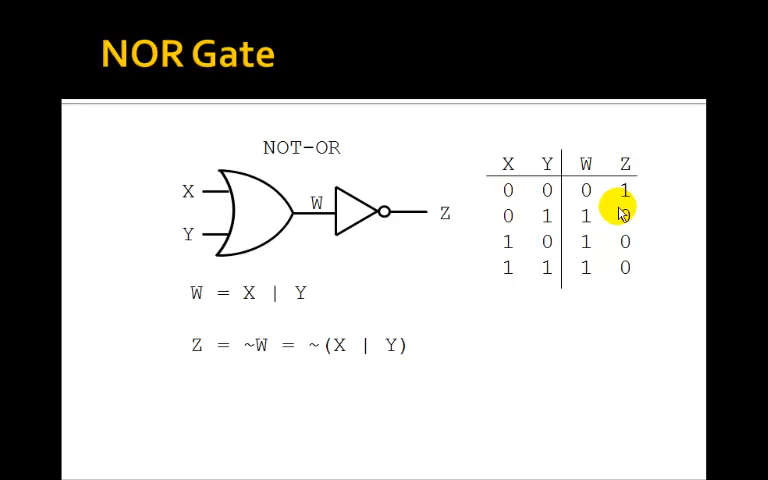 NOR Gate
NOT-OR
X
W
Z
Y
W = X | Y
Z = ~W = ~(X | Y)
X Y W Z
0 0 0 1
0 1 1 0
1 0 1 0
1 1 1 0